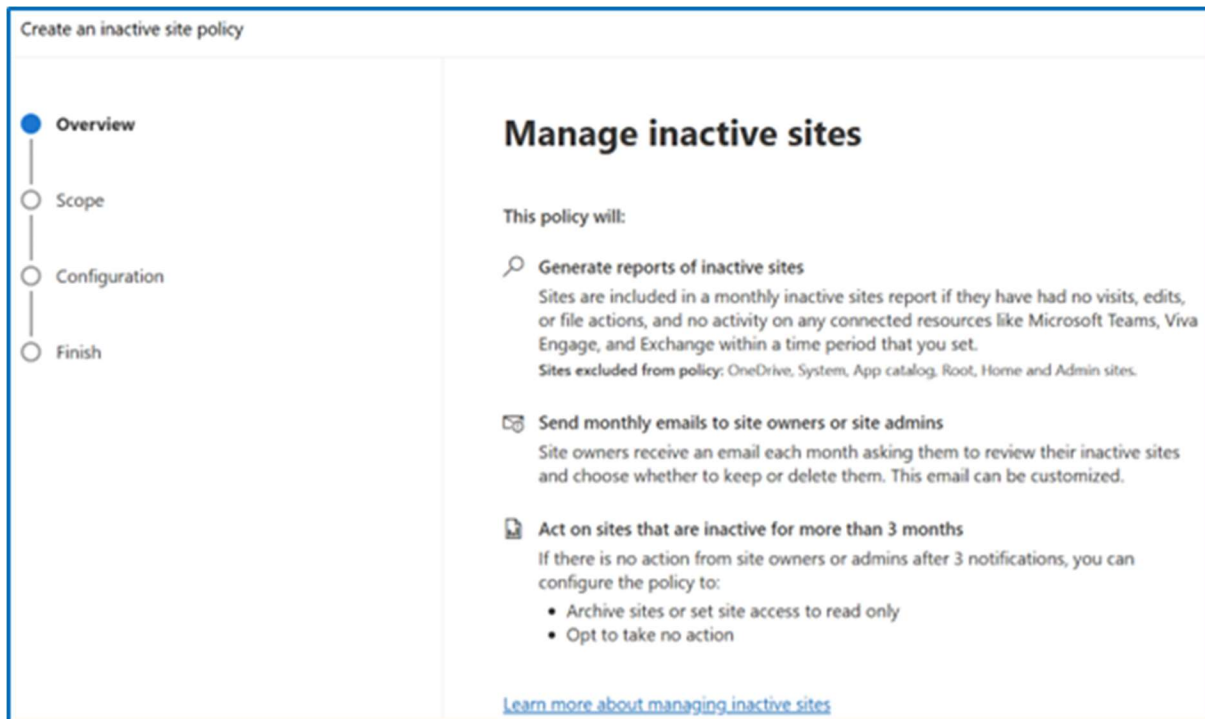 Create an inactive site policy
Overview
Scope
Configuration
Finish
Manage inactive sites
This policy will:
Generate reports of inactive sites
Sites are included in a monthly inactive sites report if they have had no visits, edits,
or file actions, and no activity on any connected resources like Microsoft Teams, Viva
Engage, and Exchange within a time period that you set.
Sites excluded from policy: OneDrive, System, App catalog, Root, Home and Admin sites.
Send monthly emails to site owners or site admins
Site owners receive an email each month asking them to review their inactive sites
and choose whether to keep or delete them. This email can be customized.
Act on sites that are inactive for more than 3 months
If there is no action from site owners or admins after 3 notifications, you can
configure the policy to:
• Archive sites or set site access to read only
• Opt to take no action
Learn more about managing inactive sites